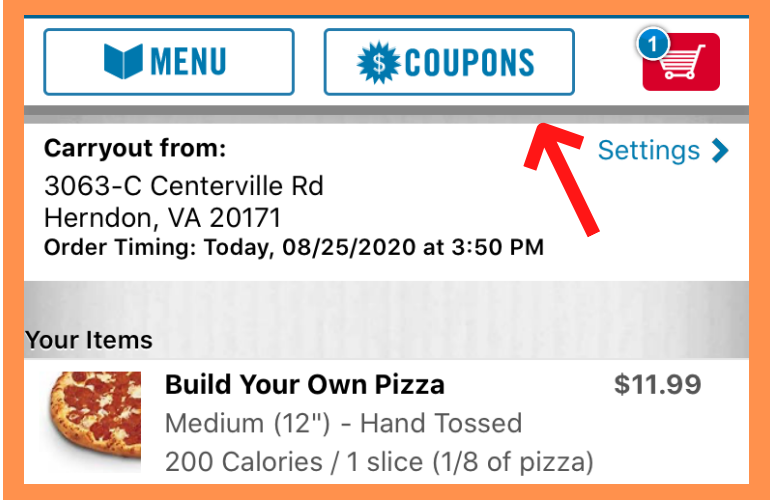 MENU
$ COUPONS
1
Carryout from:
Settings
3063-C Centerville Rd
Herndon, VA 20171
Order Timing: Today, 08/25/2020 at 3:50 PM
Your Items
Build Your Own Pizza $11.99
Medium (12") - Hand Tossed
200 Calories / 1 slice (1/8 of pizza)